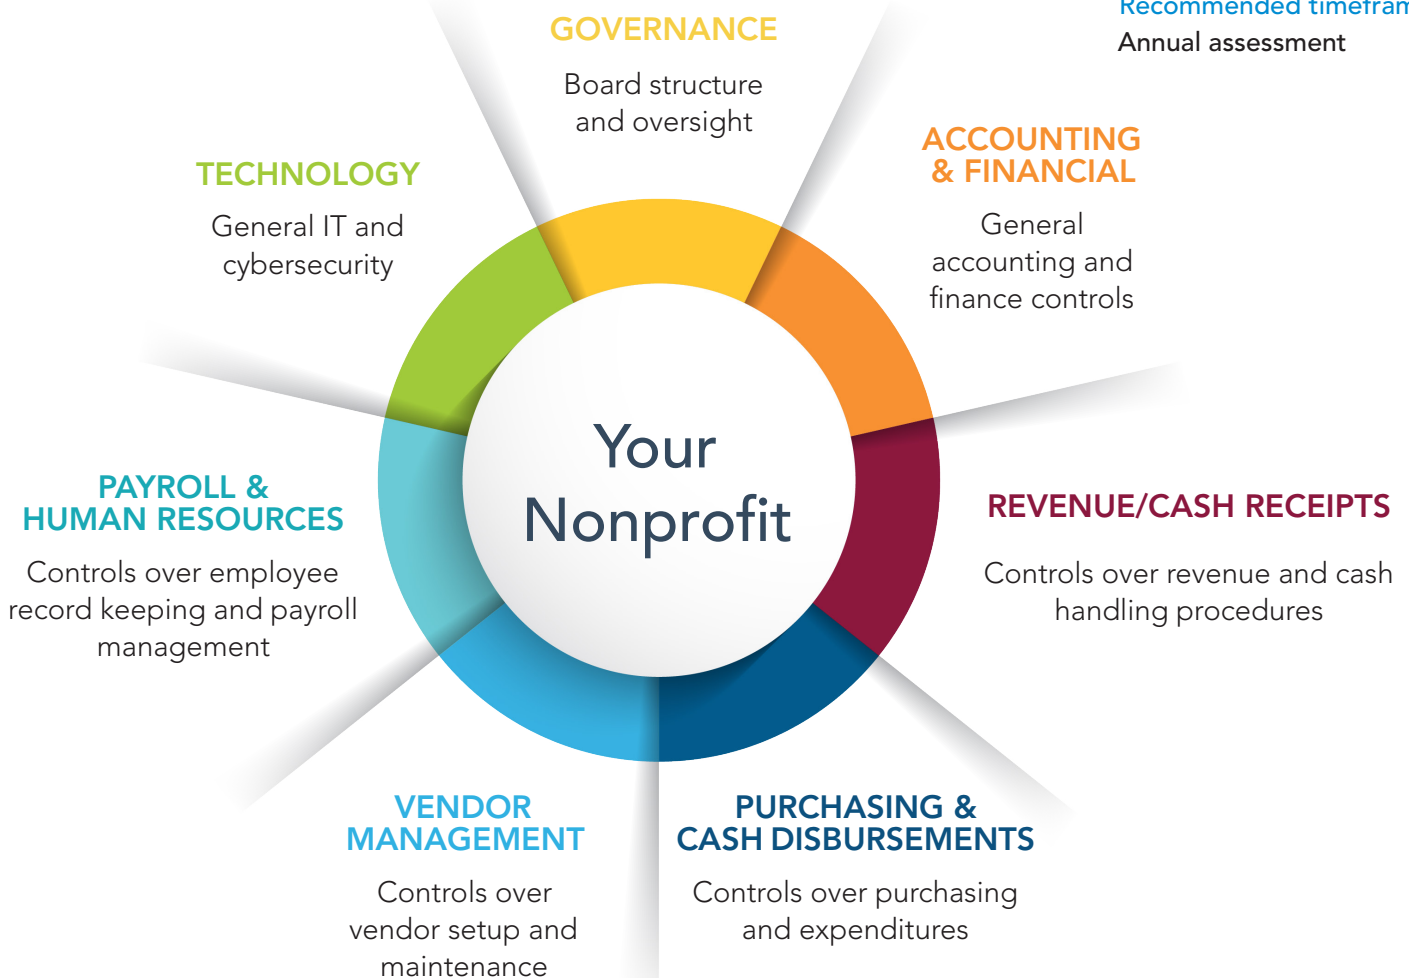 Recommended
Annual assessment
GOVERNANCE
Board structure
and oversight
ACCOUNTING
& FINANCIAL
General
accounting and
finance controls
REVENUE/CASH RECEIPTS
Controls over revenue and cash
handling procedures
PURCHASING &
CASH DISBURSEMENTS
Controls over purchasing
and expenditures
VENDOR
MANAGEMENT
Controls over
vendor setup and
maintenance
PAYROLL &
HUMAN RESOURCES
Controls over employee
record keeping and payroll
management
TECHNOLOGY
General IT and
cybersecurity
Your
Nonprofit